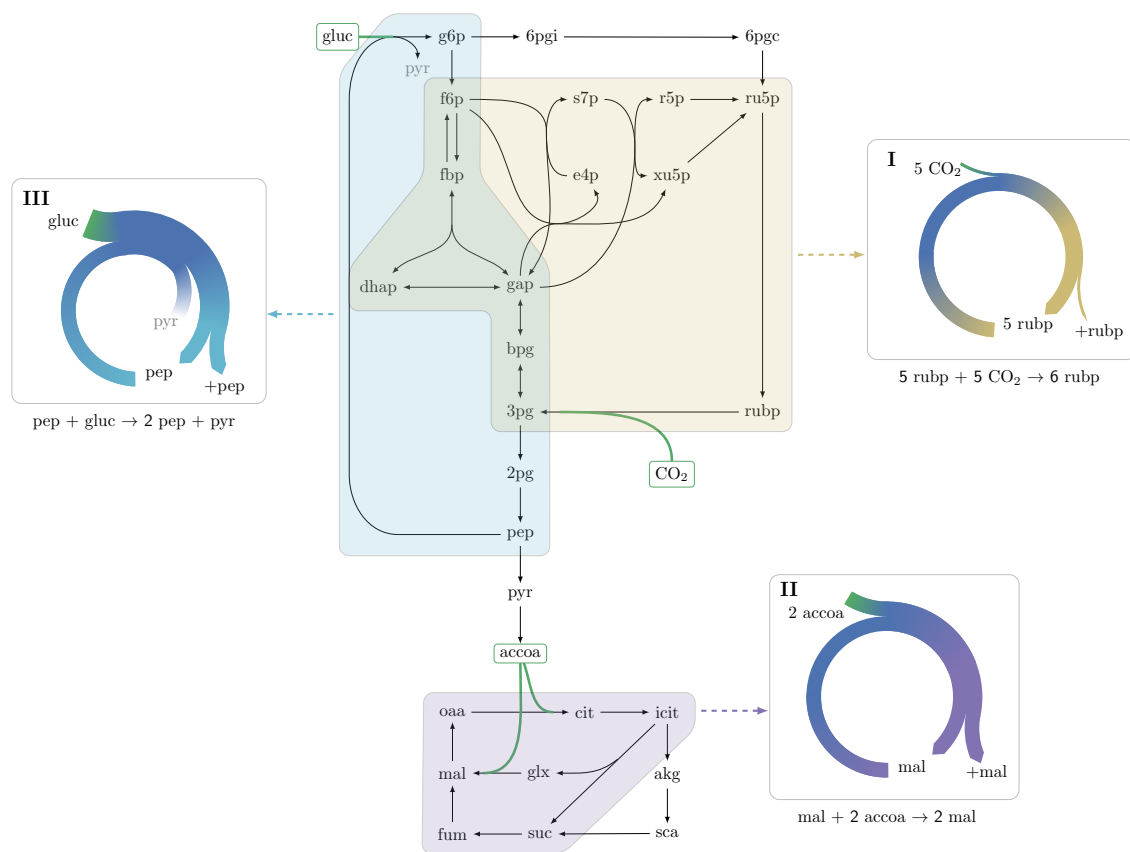 gluc g6p 6pgi 6pgc
pyr
f6p s7p r5p ru5p
fbp e4p xu5p
dhap gap
bpg
3pg rubp
CO₂
2pg
pep
pyr
accoa
oaa cit icit
mal glx akg
fum suc sca
III
gluc
pyr
pep
+pep
pep + gluc → 2 pep + pyr
I
5 CO₂
5 rubp
+rubp
5 rubp + 5 CO₂ → 6 rubp
II
2 accoa
mal
+mal
mal + 2 accoa → 2 mal